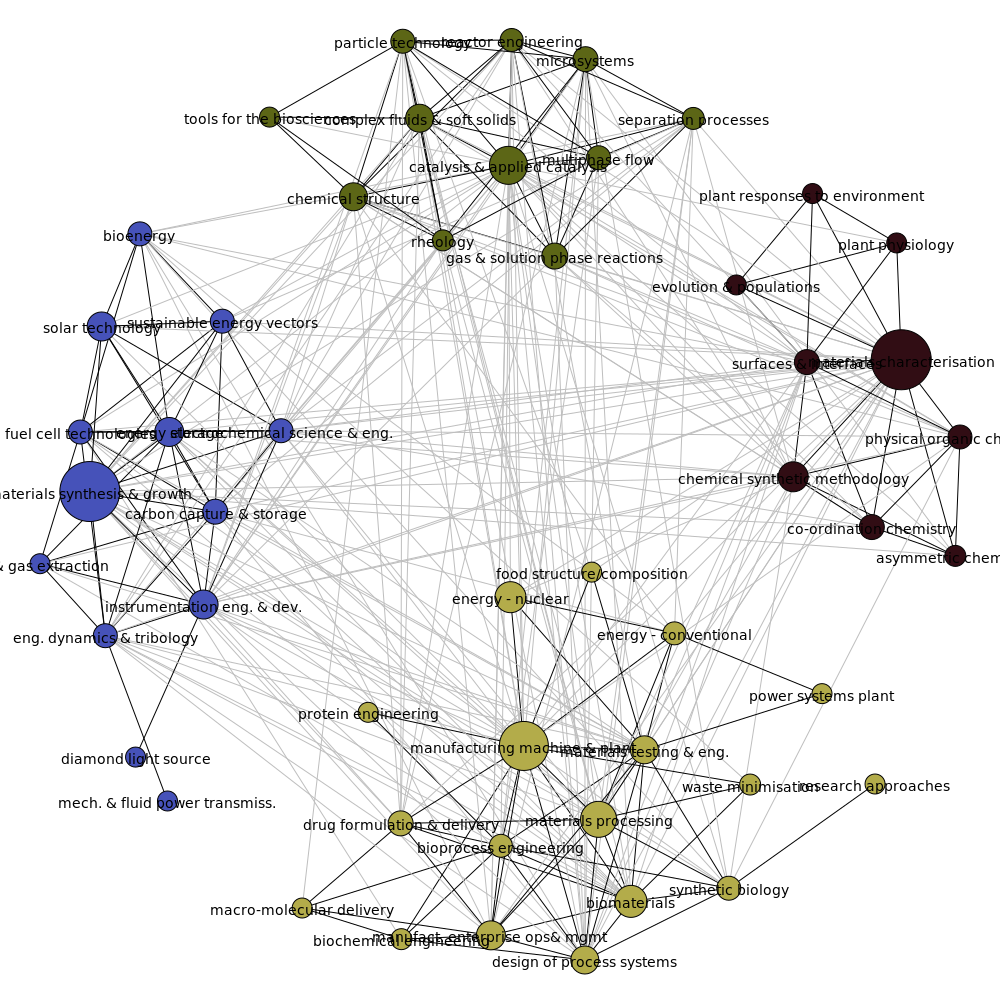 particle technology
reactor engineering
microsystems
tools for the biosciences
complex fluids & soft solids
separation processes
catalysis & applied catalysis
multiphase flow
chemical structure
rheology
gas & solution phase reactions
plant responses to environment
plant physiology
evolution & populations
surfaces & interfaces
materials characterisation
physical organic ch
chemical synthetic methodology
co-ordination chemistry
asymmetric chem
bioenergy
solar technology
sustainable energy vectors
fuel cell technologies
energy storage
electrochemical science & eng.
materials synthesis & growth
carbon capture & storage
& gas extraction
instrumentation eng. & dev.
eng. dynamics & tribology
diamond light source
mech. & fluid power transmiss.
food structure/composition
energy - nuclear
energy - conventional
power systems plant
protein engineering
manufacturing machine & plant
materials testing & eng.
waste minimisation
research approaches
drug formulation & delivery
materials processing
bioprocess engineering
synthetic biology
biomaterials
macro-molecular delivery
biochemical engineering
manufact. enterprise ops& mgmt
design of process systems